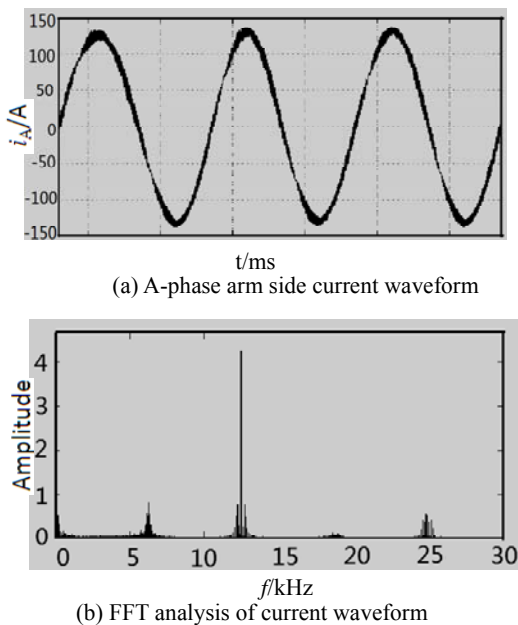 150
100
50
0
-50
-100
-150
iA/A
t/ms
(a) A-phase arm side current waveform
4
3
2
1
0
Amplitude
0 5 10 15 20 25 30
f/kHz
(b) FFT analysis of current waveform